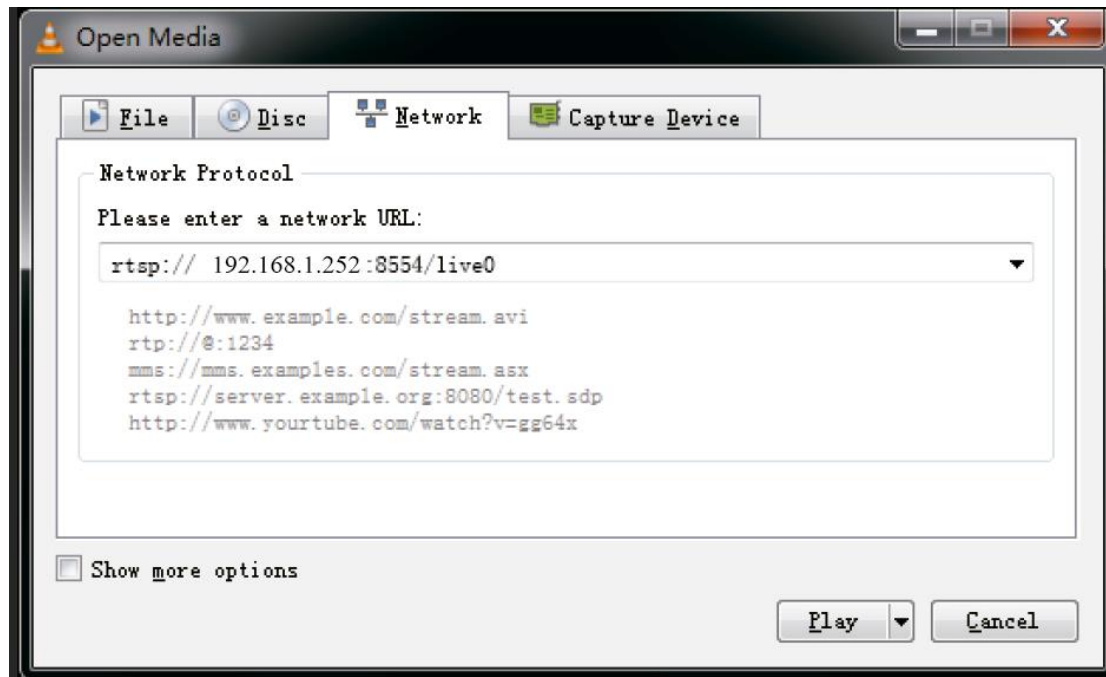 Open Media
File Disc Network Capture Device
Network Protocol
Please enter a network URL:
rtsp:// 192.168.1.252:8554/live0
http://www.example.com/stream.avi
rtp://@:1234
mms://mms.examples.com/stream.asx
rtsp://server.example.org:8080/test.sdp
http://www.yourtube.com/watch?v=gg64x
Show more options
Play Cancel